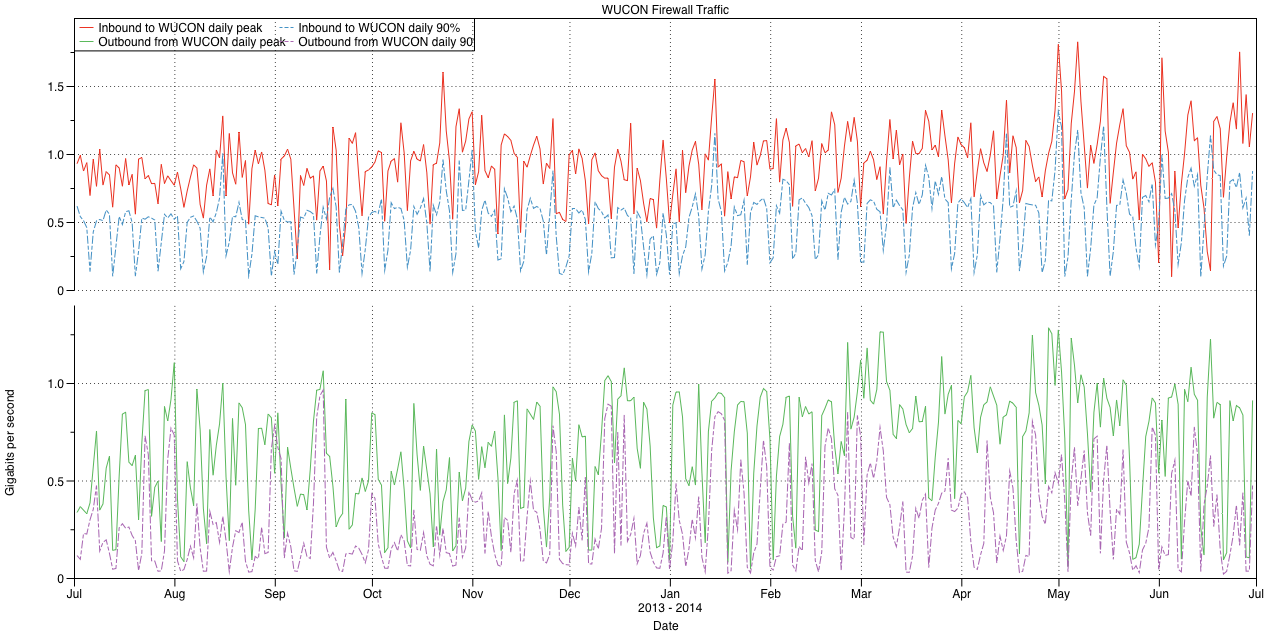 WUCON Firewall Traffic
Inbound to WUCON daily peak Inbound to WUCON daily 90%
Outbound from WUCON daily peak Outbound from WUCON daily 90
1.5
1.0
0.5
0
1.0
0.5
0
Gigabits per second
Jul Aug Sep Oct Nov Dec Jan Feb Mar Apr May Jun Jul
2013 - 2014
Date